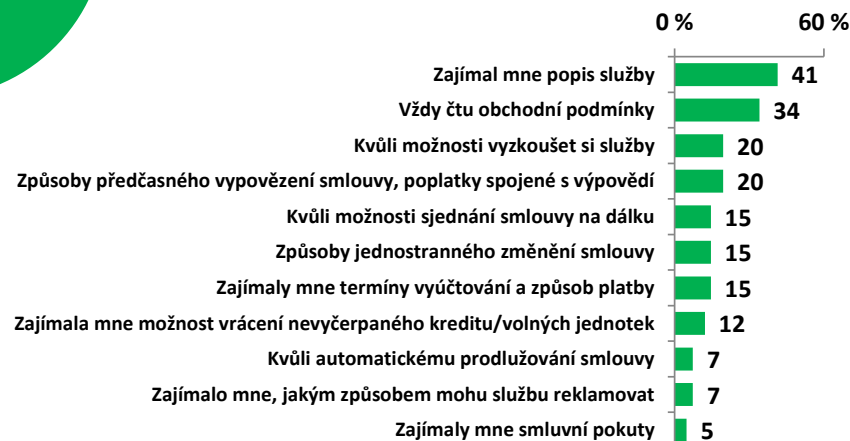 0 % 60 %
Zajímal mne popis služby 41
Vždy čtu obchodní podmínky 34
Kvůli možnosti vyzkoušet si služby 20
Způsoby předčasného vypovězení smlouvy, poplatky spojené s výpovědí 20
Kvůli možnosti sjednání smlouvy na dálku 15
Způsoby jednostranného změnění smlouvy 15
Zajímaly mne termíny vyúčtování a způsob platby 15
Zajímala mne možnost vrácení nevyčerpaného kreditu/volných jednotek 12
Kvůli automatickému prodlužování smlouvy 7
Zajímalo mne, jakým způsobem mohu službu reklamovat 7
Zajímaly mne smluvní pokuty 5